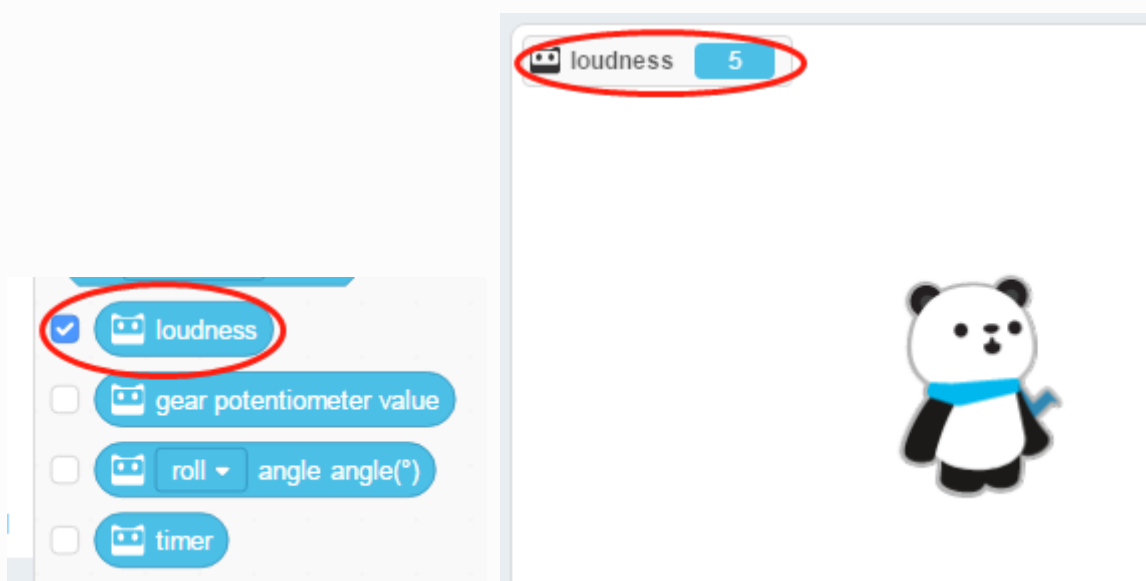 loudness 5
loudness
gear potentiometer value
roll angle angle(°)
timer